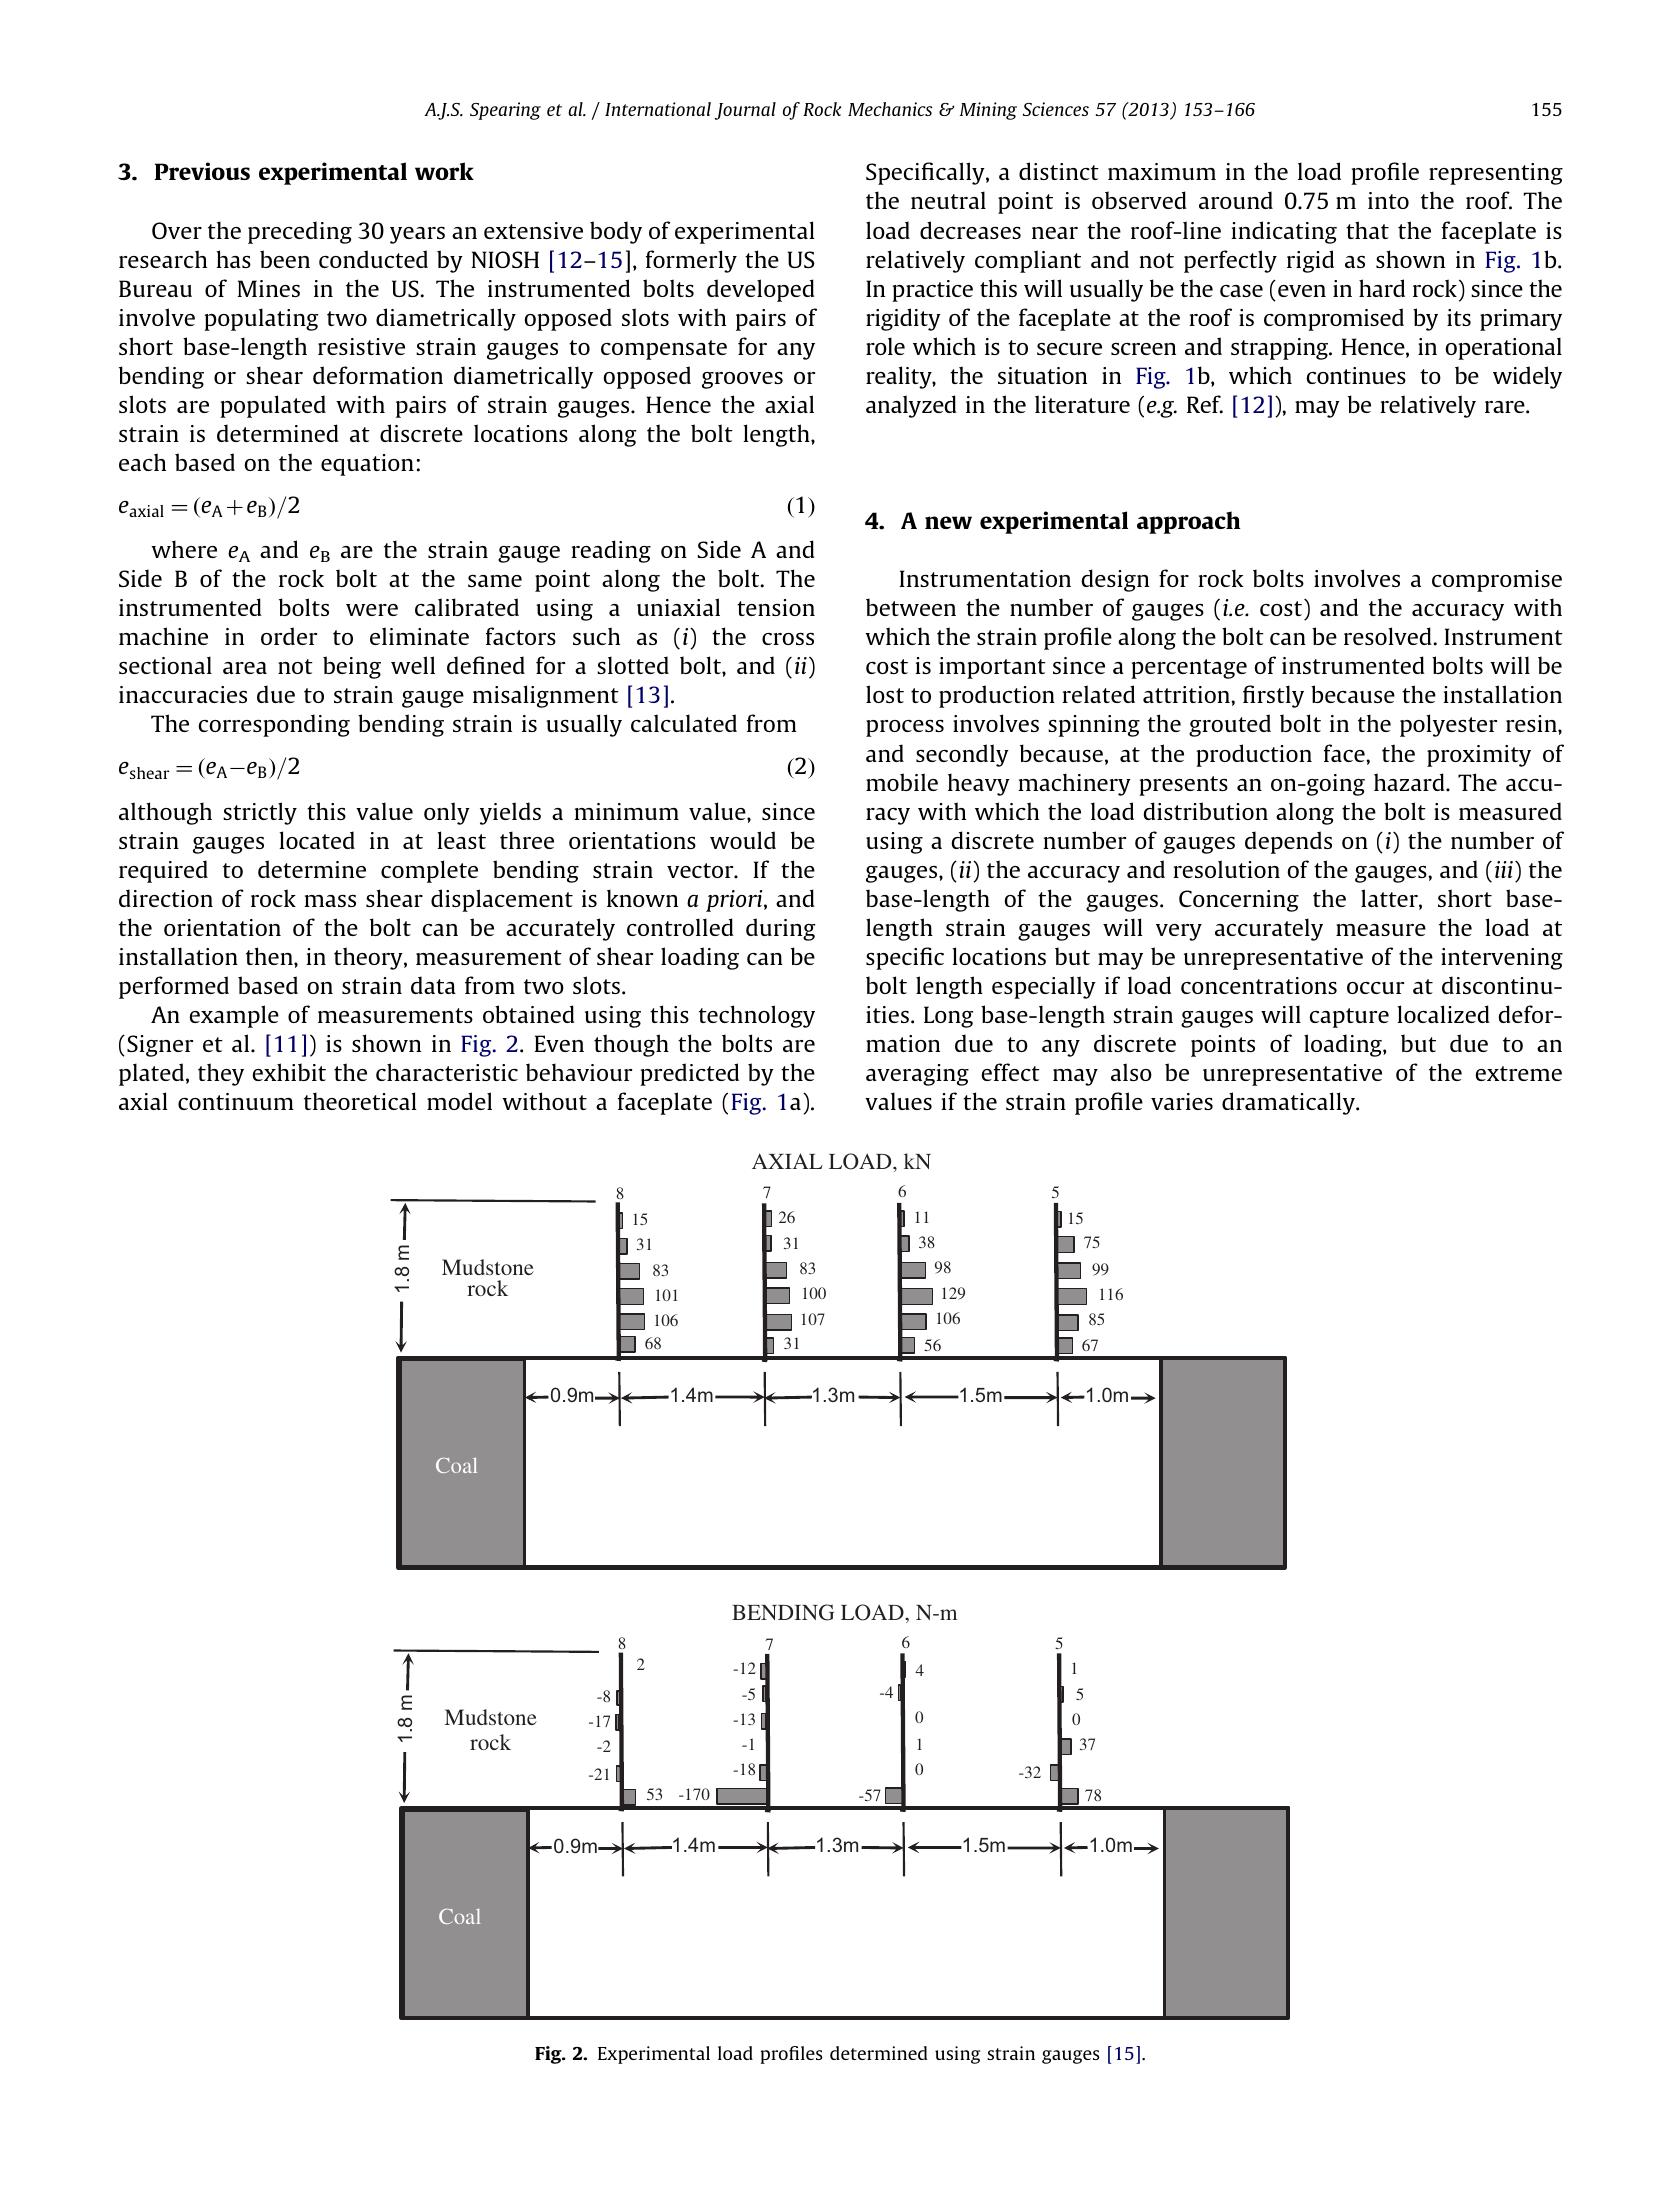 A.J.S. Spearing et al. / International Journal of Rock Mechanics & Mining Sciences 57 (2013) 153–166
155
3. Previous experimental work
Over the preceding 30 years an extensive body of experimental
research has been conducted by NIOSH [12–15], formerly the US
Bureau of Mines in the US. The instrumented bolts developed
involve populating two diametrically opposed slots with pairs of
short base-length resistive strain gauges to compensate for any
bending or shear deformation diametrically opposed grooves or
slots are populated with pairs of strain gauges. Hence the axial
strain is determined at discrete locations along the bolt length,
each based on the equation:
e_axial = (e_A + e_B)/2 (1)
where e_A and e_B are the strain gauge reading on Side A and
Side B of the rock bolt at the same point along the bolt. The
instrumented bolts were calibrated using a uniaxial tension
machine in order to eliminate factors such as (i) the cross
sectional area not being well defined for a slotted bolt, and (ii)
inaccuracies due to strain gauge misalignment [13].
The corresponding bending strain is usually calculated from
e_shear = (e_A−e_B)/2 (2)
although strictly this value only yields a minimum value, since
strain gauges located in at least three orientations would be
required to determine complete bending strain vector. If the
direction of rock mass shear displacement is known a priori, and
the orientation of the bolt can be accurately controlled during
installation then, in theory, measurement of shear loading can be
performed based on strain data from two slots.
An example of measurements obtained using this technology
(Signer et al. [11]) is shown in Fig. 2. Even though the bolts are
plated, they exhibit the characteristic behaviour predicted by the
axial continuum theoretical model without a faceplate (Fig. 1a).
Specifically, a distinct maximum in the load profile representing
the neutral point is observed around 0.75 m into the roof. The
load decreases near the roof-line indicating that the faceplate is
relatively compliant and not perfectly rigid as shown in Fig. 1b.
In practice this will usually be the case (even in hard rock) since the
rigidity of the faceplate at the roof is compromised by its primary
role which is to secure screen and strapping. Hence, in operational
reality, the situation in Fig. 1b, which continues to be widely
analyzed in the literature (e.g. Ref. [12]), may be relatively rare.
4. A new experimental approach
Instrumentation design for rock bolts involves a compromise
between the number of gauges (i.e. cost) and the accuracy with
which the strain profile along the bolt can be resolved. Instrument
cost is important since a percentage of instrumented bolts will be
lost to production related attrition, firstly because the installation
process involves spinning the grouted bolt in the polyester resin,
and secondly because, at the production face, the proximity of
mobile heavy machinery presents an on-going hazard. The accu-
racy with which the load distribution along the bolt is measured
using a discrete number of gauges depends on (i) the number of
gauges, (ii) the accuracy and resolution of the gauges, and (iii) the
base-length of the gauges. Concerning the latter, short base-
length strain gauges will very accurately measure the load at
specific locations but may be unrepresentative of the intervening
bolt length especially if load concentrations occur at discontinu-
ities. Long base-length strain gauges will capture localized defor-
mation due to any discrete points of loading, but due to an
averaging effect may also be unrepresentative of the extreme
values if the strain profile varies dramatically.
AXIAL LOAD, kN
8 7 6 5
15 26 11 15
31 31 38 75
83 83 98 99
101 100 129 116
106 107 106 85
68 31 56 67
1.8 m
Mudstone
rock
0.9m 1.4m 1.3m 1.5m 1.0m
Coal
BENDING LOAD, N-m
8 7 6 5
2 -12 4 1
-8 -5 -4 5
-17 -13 0 0
-2 -1 1 37
-21 -18 0 -32
53 -170 -57 78
1.8 m
Mudstone
rock
0.9m 1.4m 1.3m 1.5m 1.0m
Coal
Fig. 2. Experimental load profiles determined using strain gauges [15].